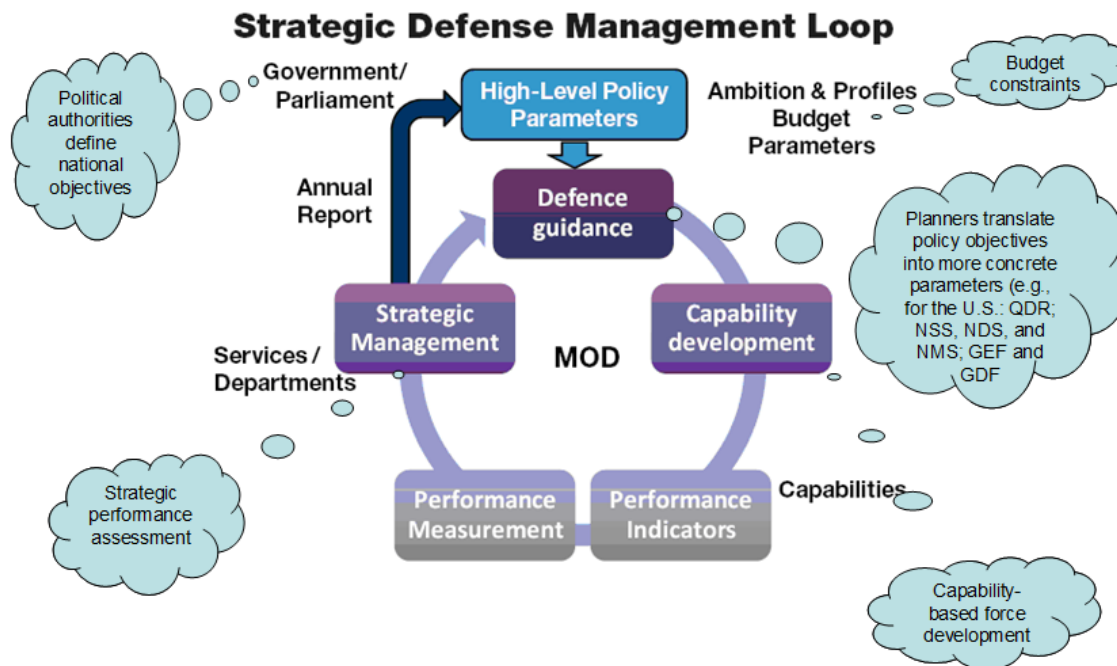 Strategic Defense Management Loop
Political
authorities
define
national
objectives
Government/
Parliament
High-Level Policy
Parameters
Ambition & Profiles
Budget
Parameters
Budget
constraints
Annual
Report
Defence
guidance
Planners translate
policy objectives
into more concrete
parameters (e.g.,
for the U.S.: QDR;
NSS, NDS, and
NMS; GEF and
GDF
Strategic
Management
MOD
Capability
development
Services /
Departments
Strategic
performance
assessment
Performance
Measurement
Performance
Indicators
Capabilities
Capability-
based force
development